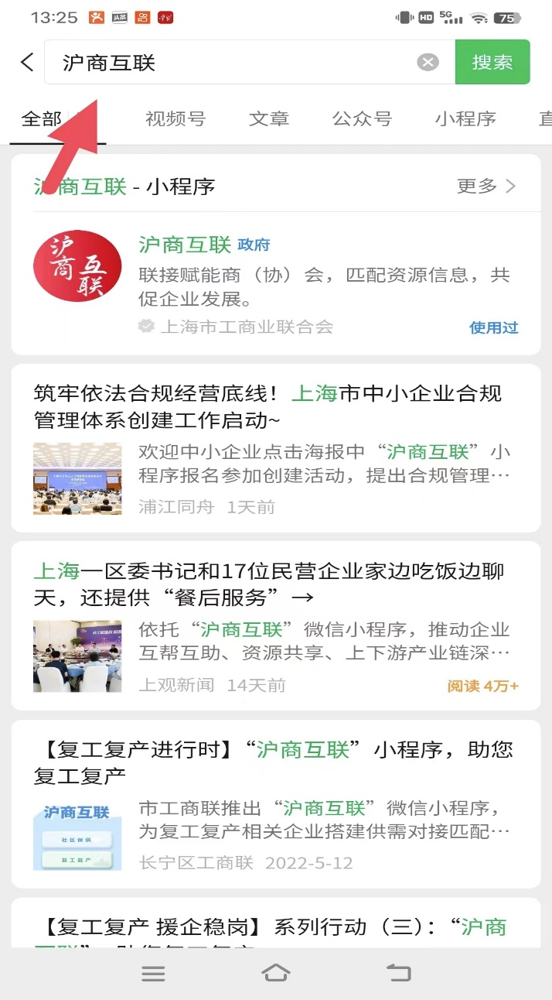 13:25
头条
HD
5G
75
沪商互联
搜索
全部
视频号
文章
公众号
小程序
沪商互联 - 小程序
更多
沪商
互联
沪商互联 政府
联接赋能商（协）会，匹配资源信息，共
促企业发展。
上海市工商业联合会
使用过
筑牢依法合规经营底线！上海市中小企业合规
管理体系创建工作启动~
欢迎中小企业点击海报中“沪商互联”小
程序报名参加创建活动，提出合规管理…
浦江同舟 1天前
上海一区委书记和17位民营企业家边吃饭边聊
天，还提供“餐后服务”→
依托“沪商互联”微信小程序，推动企业
互帮互助、资源共享、上下游产业链深…
上观新闻 14天前
阅读 4万+
【复工复产进行时】“沪商互联”小程序，助您
复工复产
沪商互联
社区保供
复工复产
市工商联推出“沪商互联”微信小程序，
为复工复产相关企业搭建供需对接匹配…
长宁区工商联 2022-5-12
【复工复产 援企稳岗】系列行动（三）：“沪商